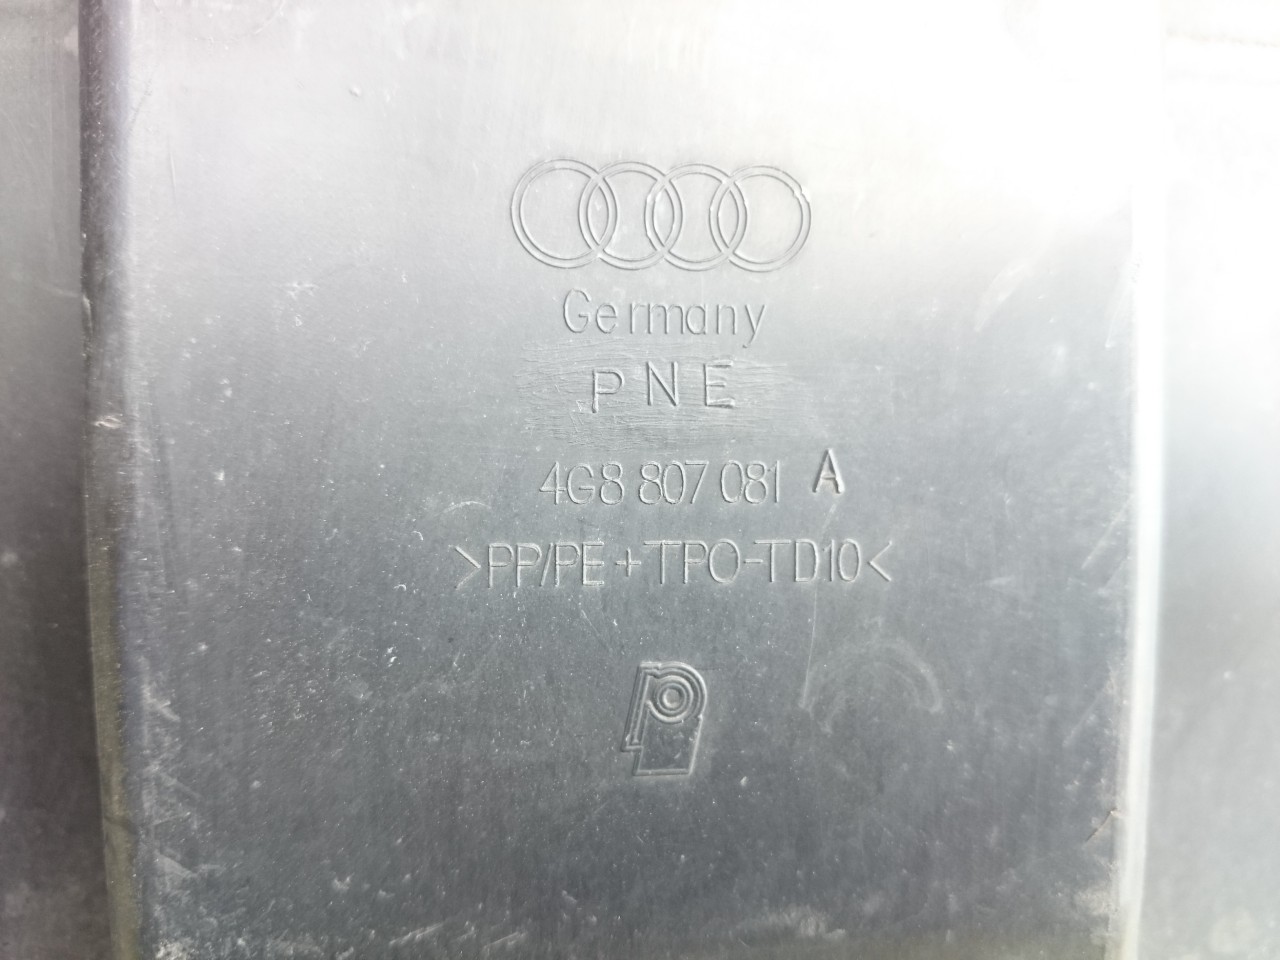 Germany
PNE
4G8 807 081 A
>PP/PE+TPO-TD10<